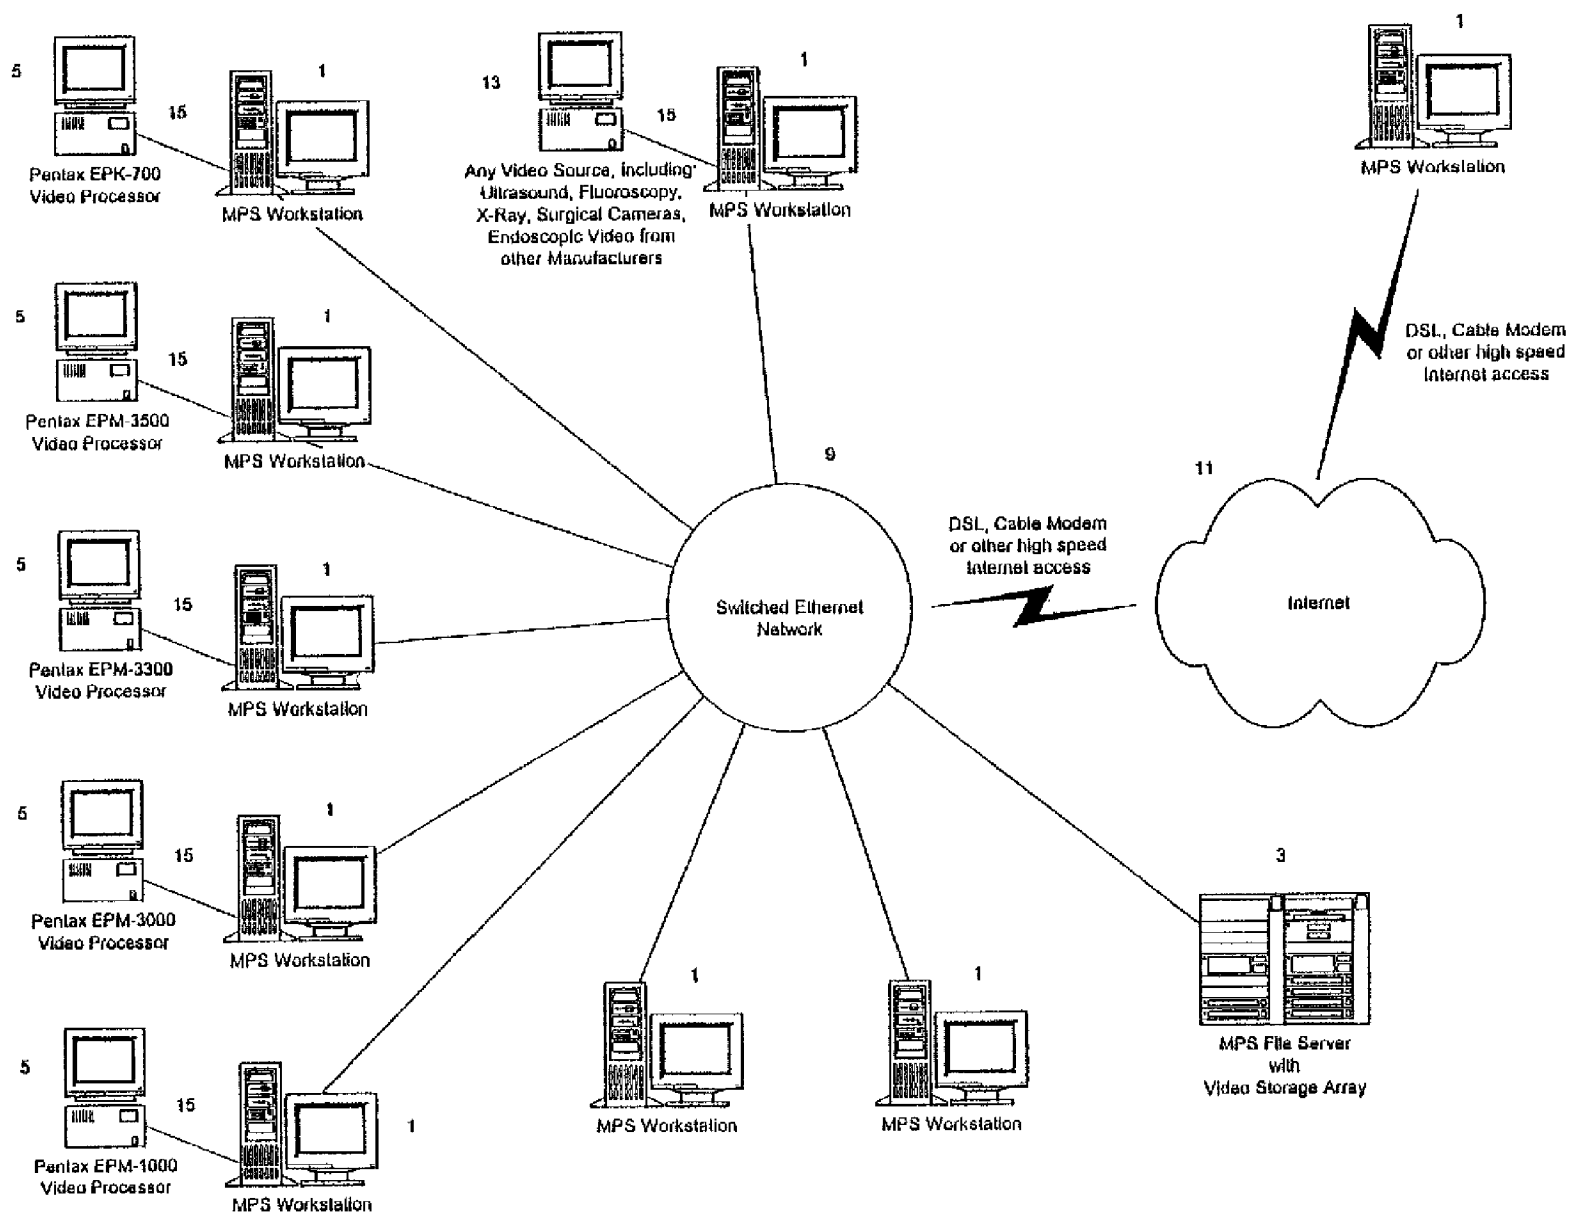 5
15
1
Pentax EPK-700
Video Processor
MPS Workstation
13
15
1
Any Video Source, including
Ultrasound, Fluoroscopy,
X-Ray, Surgical Cameras,
Endoscopic Video from
other Manufacturers
MPS Workstation
1
MPS Workstation
DSL, Cable Modem
or other high speed
Internet access
5
15
1
Pentax EPM-3500
Video Processor
MPS Workstation
9
Switched Ethernet
Network
DSL, Cable Modem
or other high speed
Internet access
11
Internet
5
15
1
Pentax EPM-3300
Video Processor
MPS Workstation
5
15
1
Pentax EPM-3000
Video Processor
MPS Workstation
3
MPS File Server
with
Video Storage Array
5
15
1
Pentax EPM-1000
Video Processor
MPS Workstation
1
MPS Workstation
1
MPS Workstation